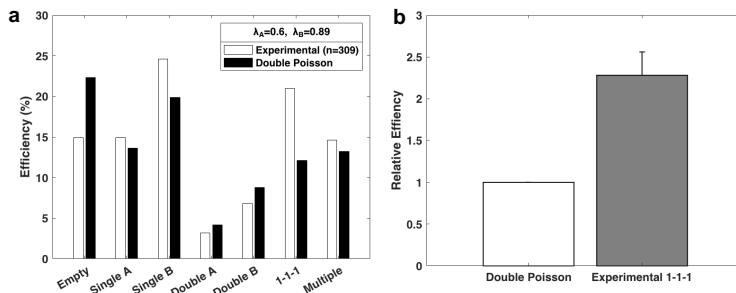 a
30
25
20
15
10
5
0
Efficiency (%)
λA=0.6, λB=0.89
Experimental (n=309)
Double Poisson
Empty
Single A
Single B
Double A
Double B
1-1-1
Multiple
b
3
2.5
2
1.5
1
0.5
0
Relative Effiency
Double Poisson
Experimental 1-1-1